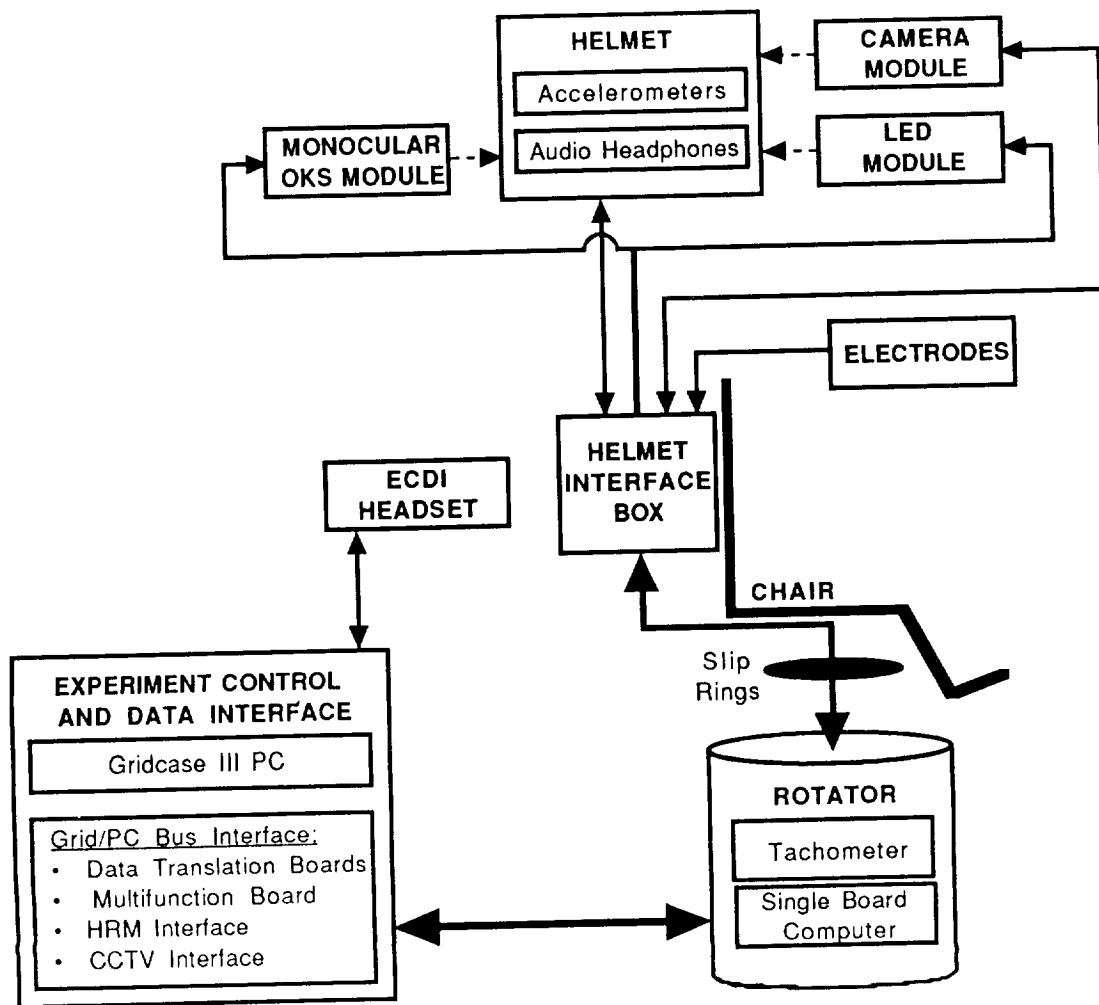 HELMET
Accelerometers
Audio Headphones
CAMERA
MODULE
LED
MODULE
MONOCULAR
OKS MODULE
ELECTRODES
HELMET
INTERFACE
BOX
ECDI
HEADSET
CHAIR
Slip
Rings
EXPERIMENT CONTROL
AND DATA INTERFACE
Gridcase III PC
Grid/PC Bus Interface:
• Data Translation Boards
• Multifunction Board
• HRM Interface
• CCTV Interface
ROTATOR
Tachometer
Single Board
Computer